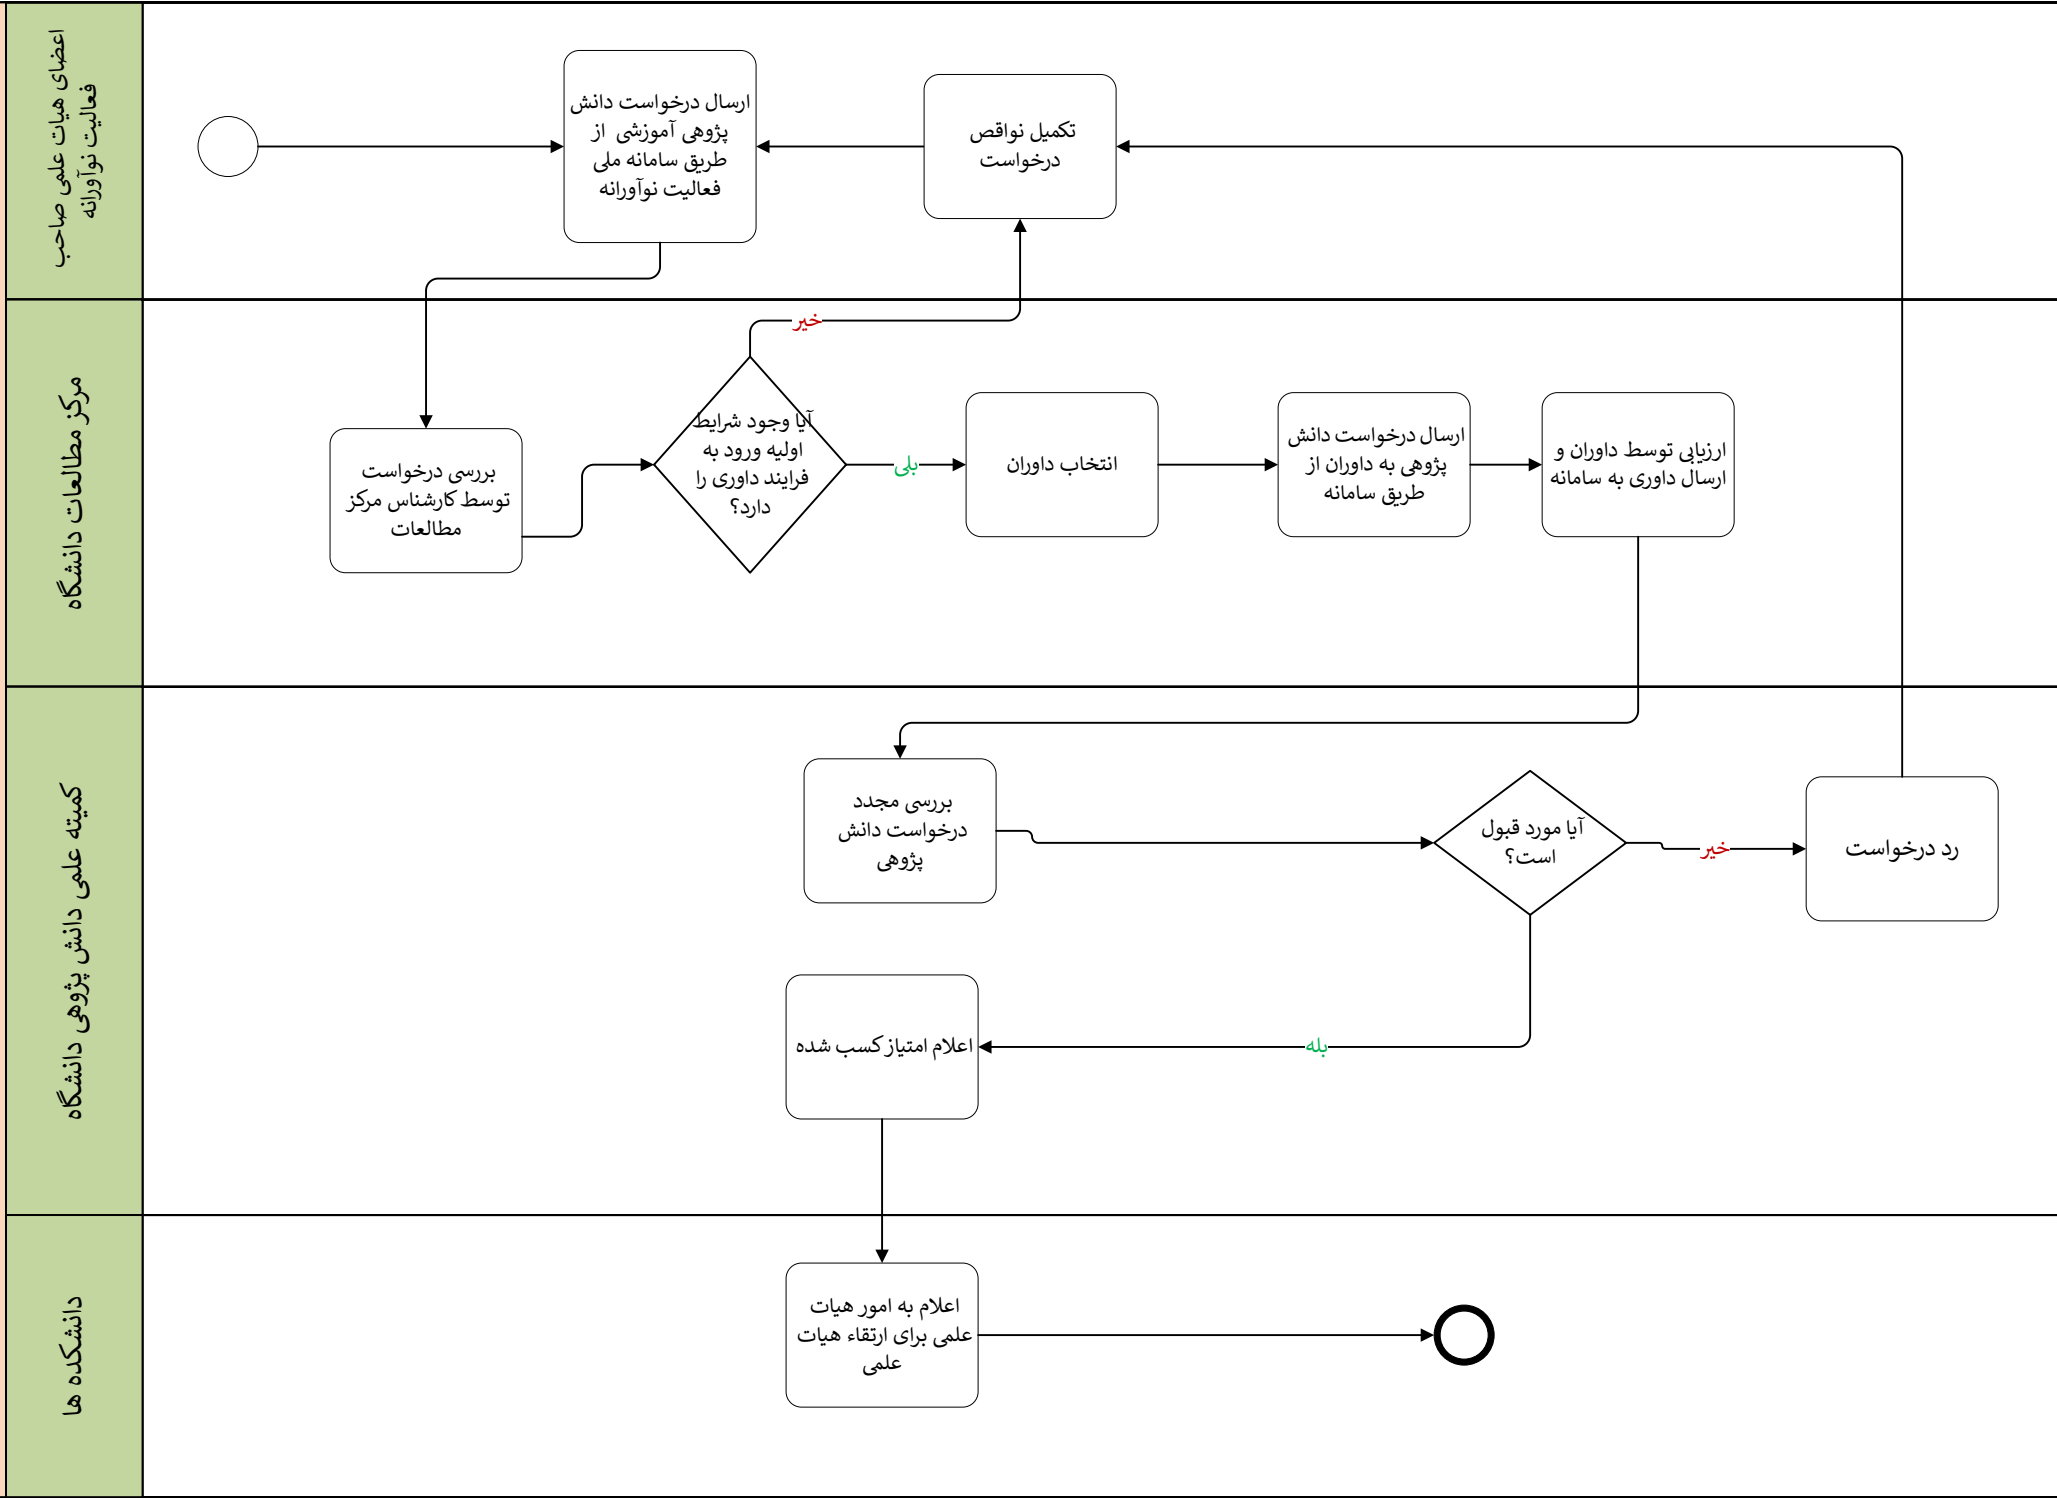 اعضای هیات علمی صاحب
فعالیت نوآورانه
ارسال درخواست دانش
پژوهی آموزشی از
طریق سامانه ملی
فعالیت نوآورانه
تکمیل نواقص
درخواست
مرکز مطالعات دانشگاه
بررسی درخواست
توسط کارشناس مرکز
مطالعات
خیر
آیا وجود شرایط
اولیه ورود به
فرایند داوری را
دارد؟
بلی
انتخاب داوران
ارسال درخواست دانش
پژوهی به داوران از
طریق سامانه
ارزیابی توسط داوران و
ارسال داوری به سامانه
کمیته علمی دانش پژوهی دانشگاه
بررسی مجدد
درخواست دانش
پژوهی
آیا مورد قبول
است؟
خیر
رد درخواست
بله
اعلام امتیاز کسب شده
دانشکده ها
اعلام به امور هیات
علمی برای ارتقاء هیات
علمی